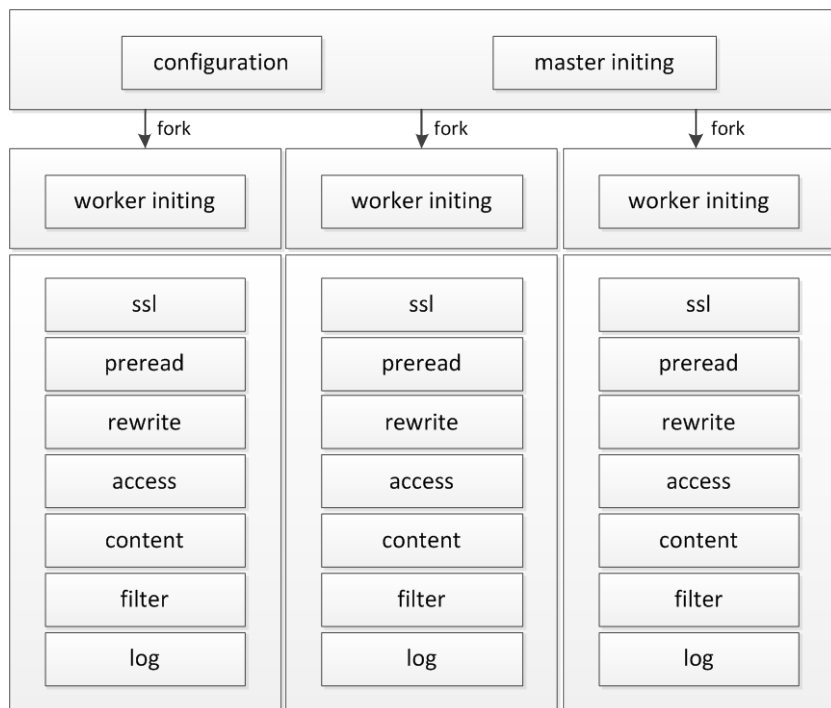 configuration
master initing
fork
fork
fork
worker initing
worker initing
worker initing
ssl
preread
rewrite
access
content
filter
log
ssl
preread
rewrite
access
content
filter
log
ssl
preread
rewrite
access
content
filter
log